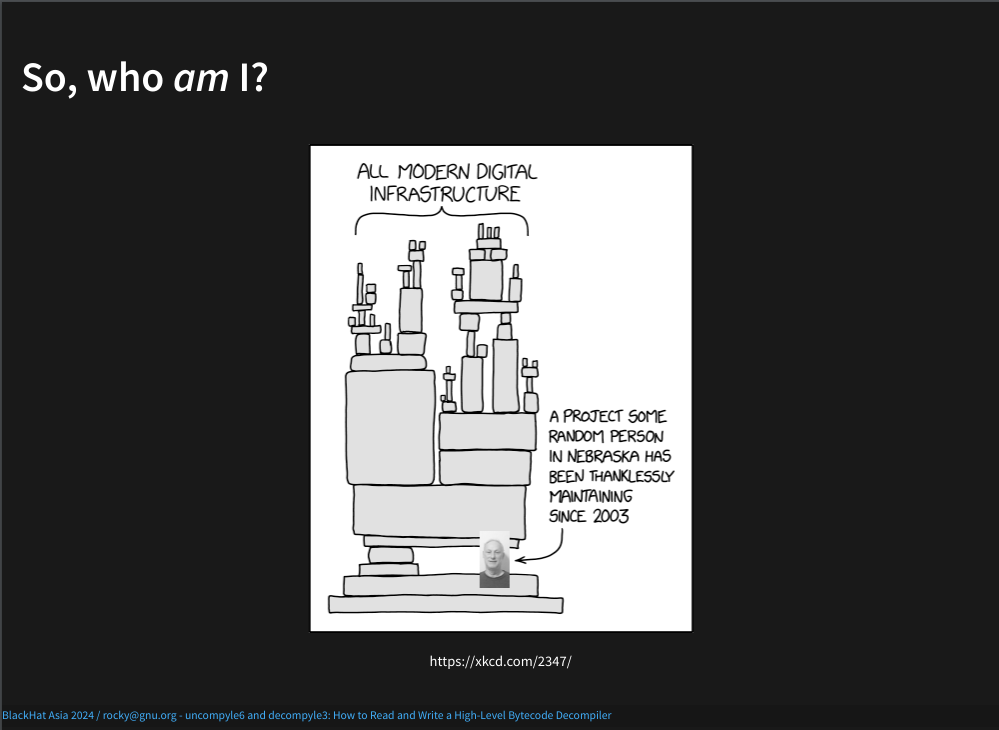 So, who am I?
ALL MODERN DIGITAL
INFRASTRUCTURE
A PROJECT SOME
RANDOM PERSON
IN NEBRASKA HAS
BEEN THANKLESSLY
MAINTAINING
SINCE 2003
https://xkcd.com/2347/
BlackHat Asia 2024 / rocky@gnu.org - uncompyle6 and decompyle3: How to Read and Write a High-Level Bytecode Decompiler